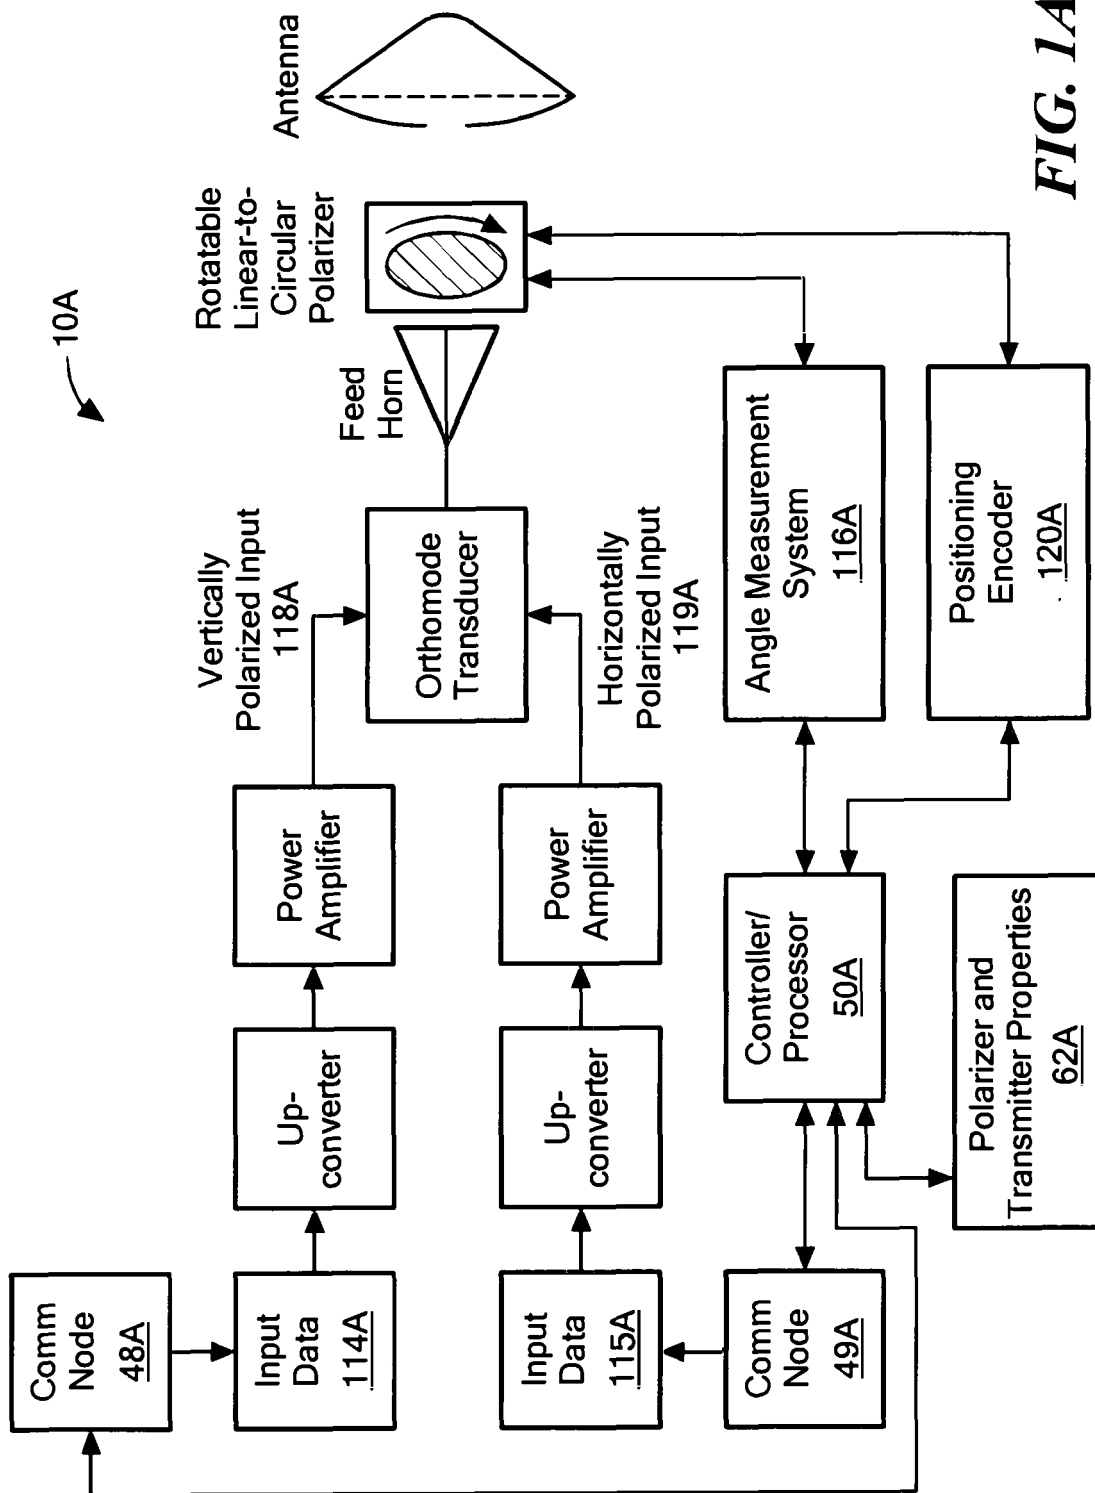 10A
Comm
Node
48A
Input
Data
114A
Up-
converter
Power
Amplifier
Vertically
Polarized Input
118A
Orthomode
Transducer
Feed
Horn
Rotatable
Linear-to-
Circular
Polarizer
Antenna
Input
Data
115A
Up-
converter
Power
Amplifier
Horizontally
Polarized Input
119A
Comm
Node
49A
Controller/
Processor
50A
Angle Measurement
System
116A
Polarizer and
Transmitter Properties
62A
Positioning
Encoder
120A
FIG. 1A